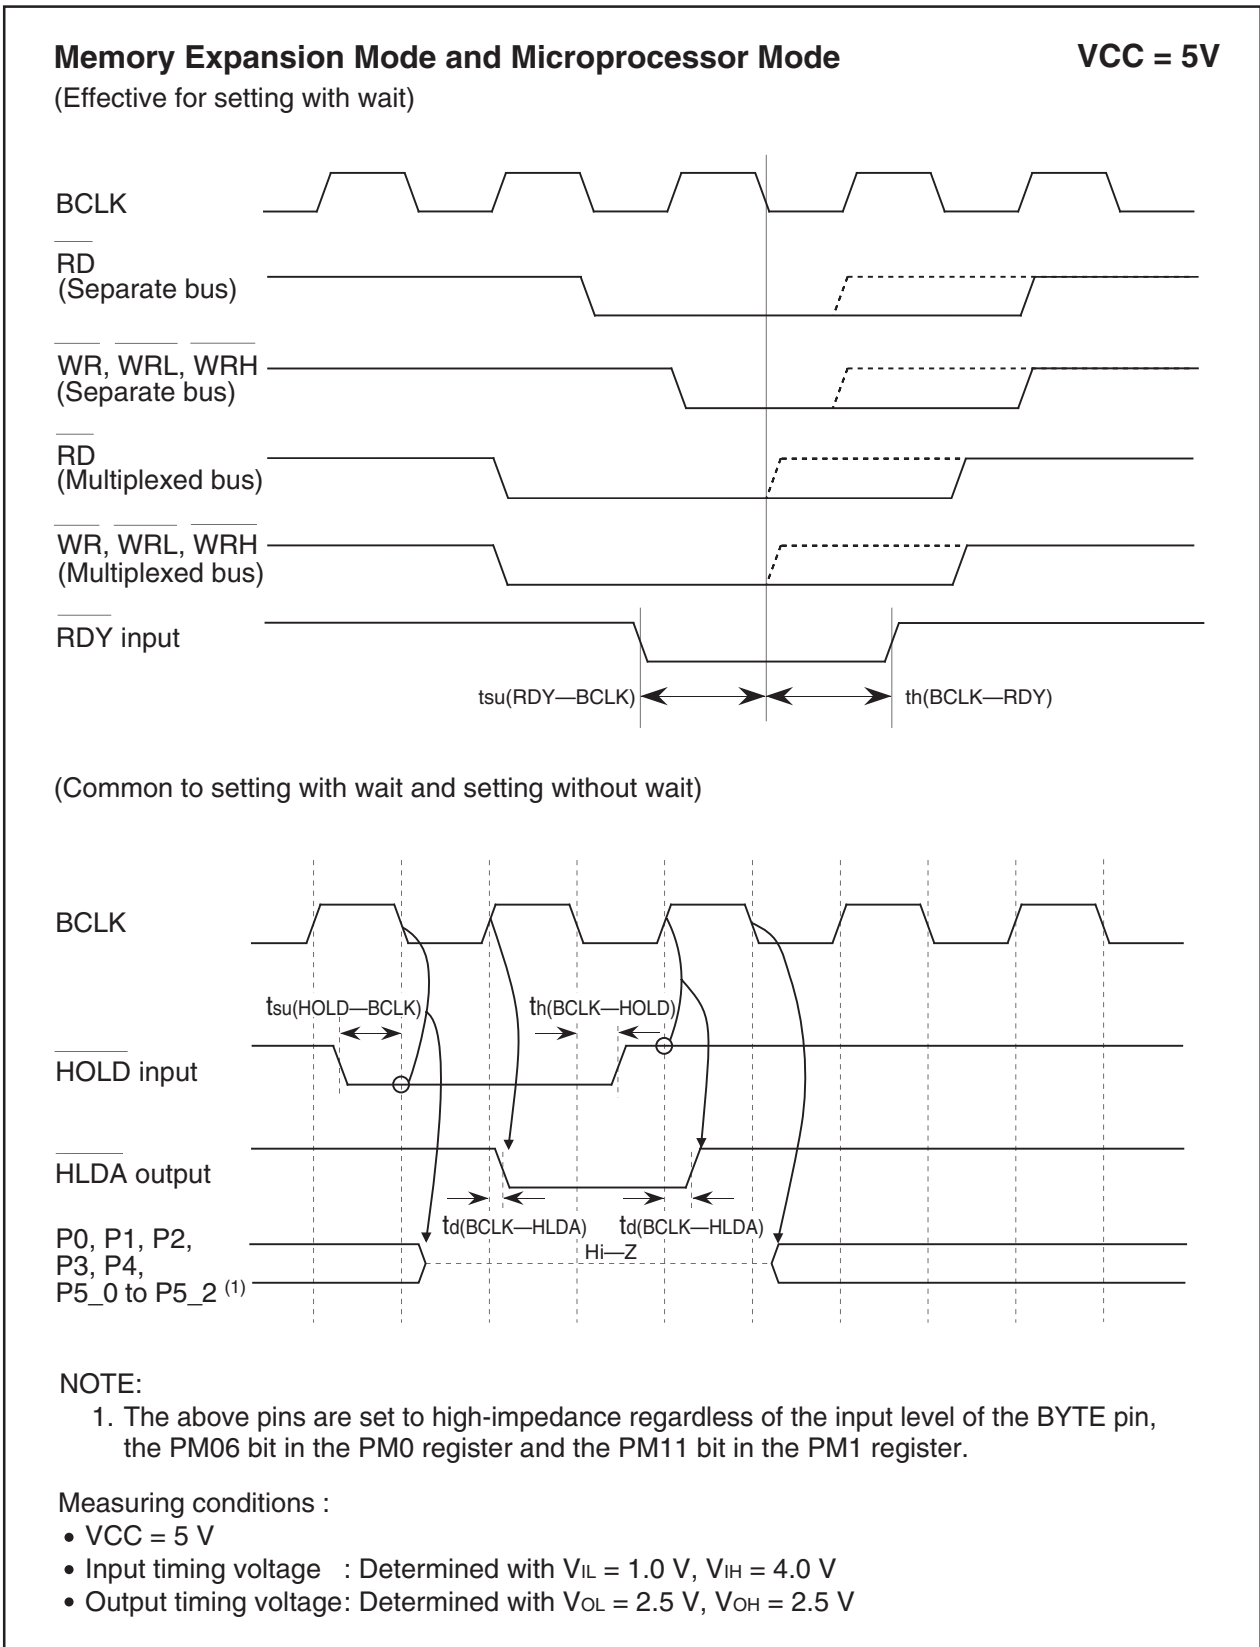 Memory Expansion Mode and Microprocessor Mode VCC = 5V
(Effective for setting with wait)
BCLK
RD
(Separate bus)
WR, WRL, WRH
(Separate bus)
RD
(Multiplexed bus)
WR, WRL, WRH
(Multiplexed bus)
RDY input
tsu(RDY—BCLK) th(BCLK—RDY)
(Common to setting with wait and setting without wait)
BCLK
tsu(HOLD—BCLK) th(BCLK—HOLD)
HOLD input
HLDA output
td(BCLK—HLDA) td(BCLK—HLDA)
P0, P1, P2,
Hi—Z
P3, P4,
P5_0 to P5_2 (1)
NOTE:
1. The above pins are set to high-impedance regardless of the input level of the BYTE pin,
the PM06 bit in the PM0 register and the PM11 bit in the PM1 register.
Measuring conditions :
• VCC = 5 V
• Input timing voltage : Determined with VIL = 1.0 V, VIH = 4.0 V
• Output timing voltage: Determined with VOL = 2.5 V, VOH = 2.5 V